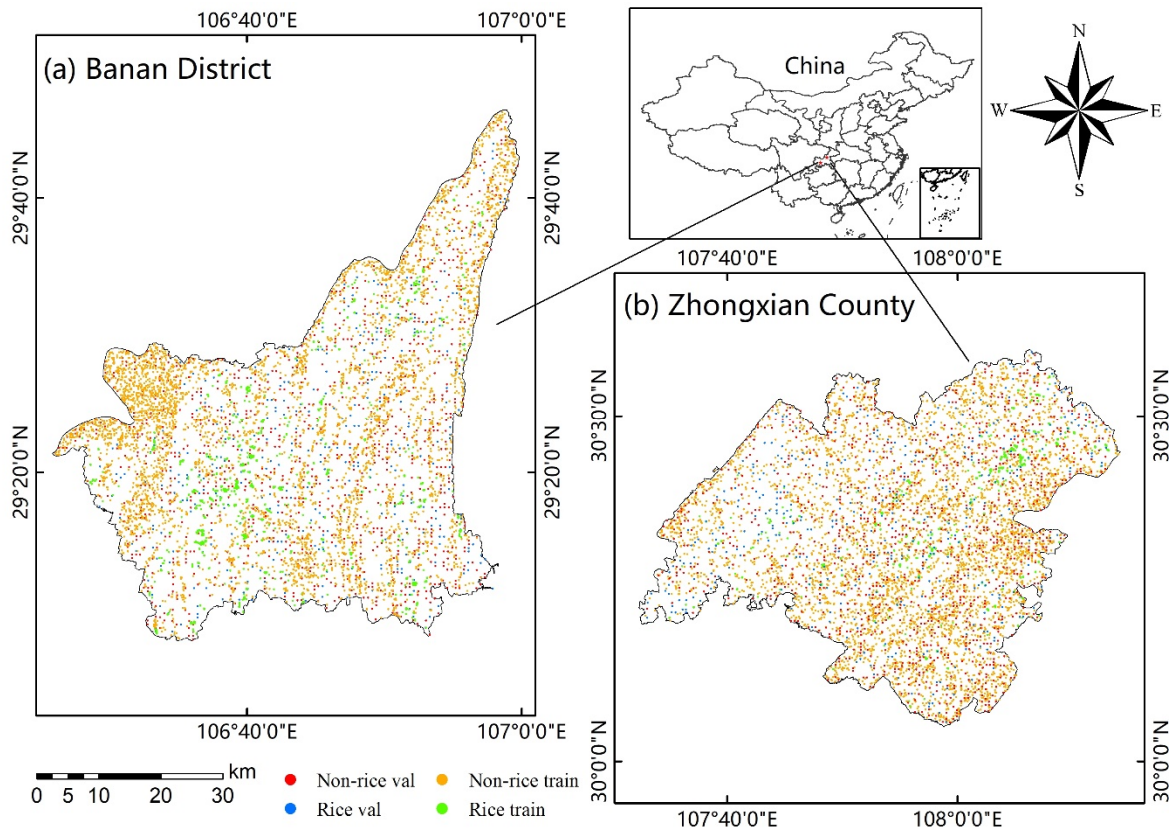 106°40'0"E
107°0'0"E
(a) Banan District
29°40'0"N
29°40'0"N
29°20'0"N
29°20'0"N
106°40'0"E
107°0'0"E
China
N
W
E
S
107°40'0"E
108°0'0"E
(b) Zhongxian County
30°30'0"N
30°30'0"N
30°0'0"N
30°0'0"N
107°40'0"E
108°0'0"E
km
0 5 10 20 30
Non-rice val
Non-rice train
Rice val
Rice train